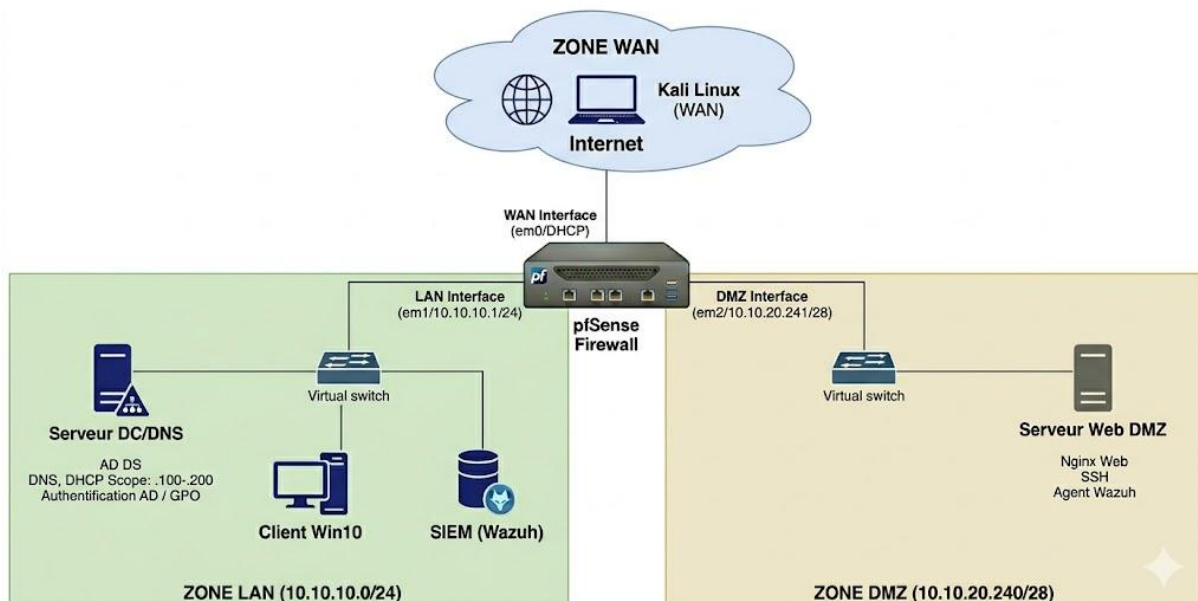 ZONE WAN
Kali Linux
(WAN)
Internet
WAN Interface
(em0/DHCP)
pf
LAN Interface
(em1/10.10.10.1/24)
DMZ Interface
(em2/10.10.20.241/28)
pfSense
Firewall
Virtual switch
Serveur DC/DNS
AD DS
DNS, DHCP Scope: .100-.200
Authentification AD / GPO
Client Win10
SIEM (Wazuh)
ZONE LAN (10.10.10.0/24)
Virtual switch
Serveur Web DMZ
Nginx Web
SSH
Agent Wazuh
ZONE DMZ (10.10.20.240/28)